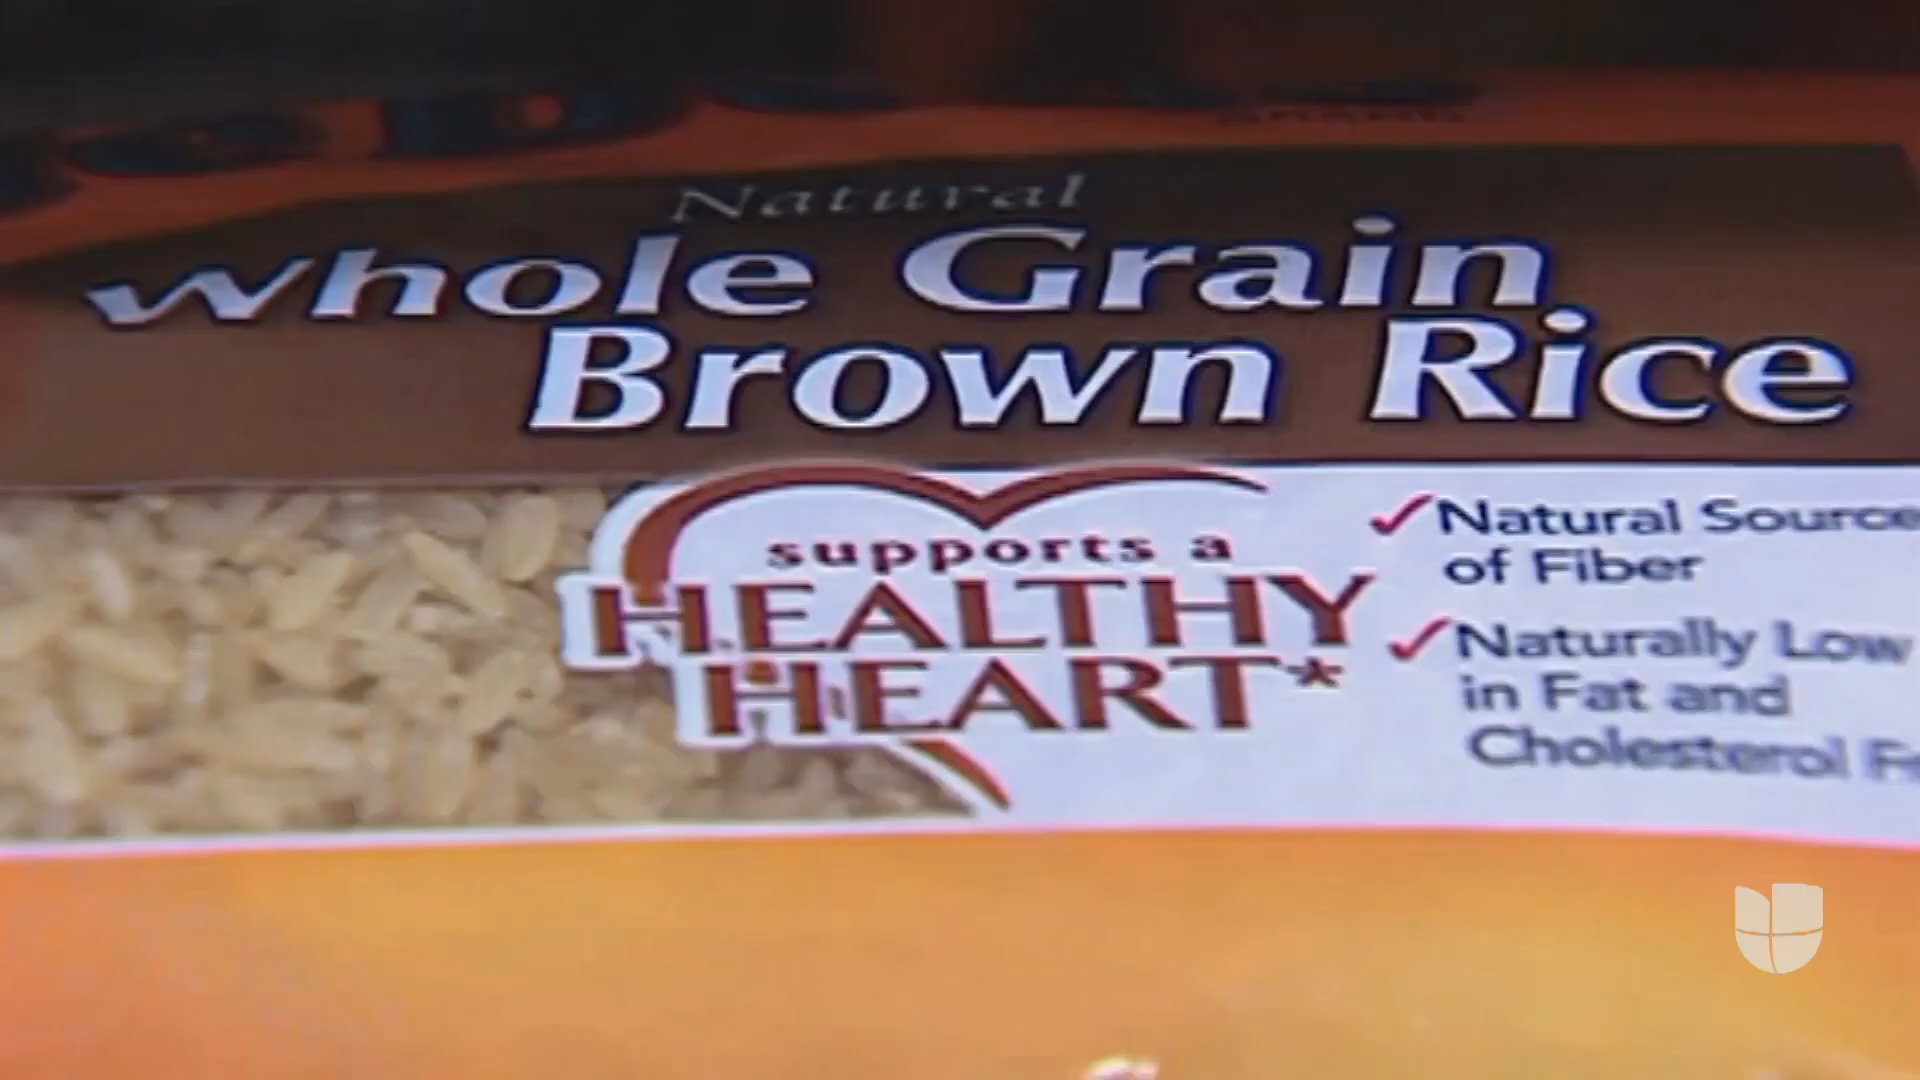 Natural
whole Grain
Brown Rice
supports a
HEALTHY
HEART*
✓Natural Source
of Fiber
✓Naturally Low
in Fat and
Cholesterol